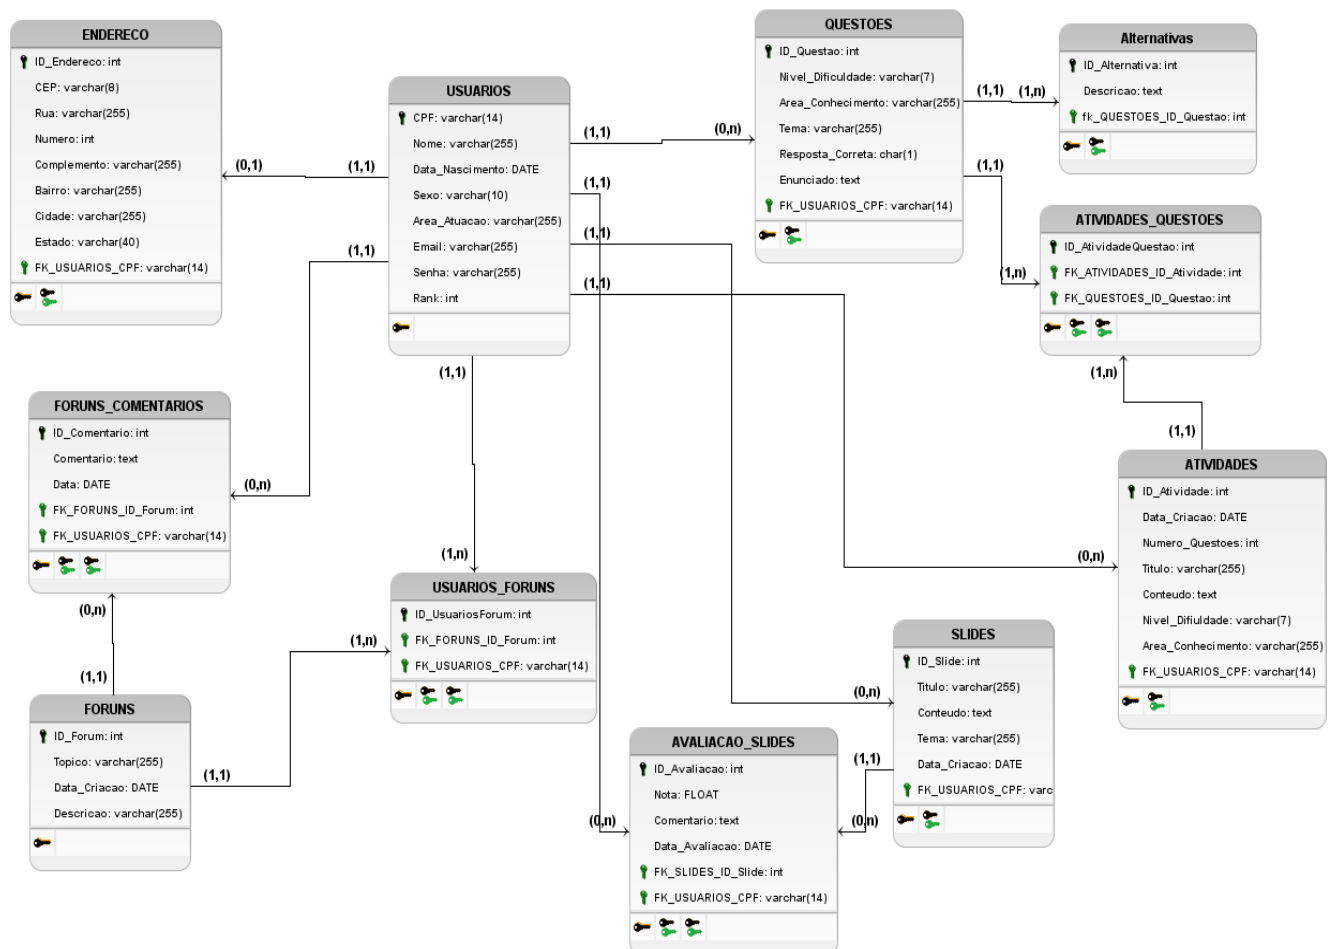 ENDERECO
ID_Endereco: int
CEP: varchar(8)
Rua: varchar(255)
Numero: int
Complemento: varchar(255)
Bairro: varchar(255)
Cidade: varchar(255)
Estado: varchar(40)
FK_USUARIOS_CPF: varchar(14)
(0,1)
(1,1)
USUARIOS
CPF: varchar(14)
Nome: varchar(255)
Data_Nascimento: DATE
Sexo: varchar(10)
Area_Atuacao: varchar(255)
Email: varchar(255)
Senha: varchar(255)
Rank: int
(1,1)
(1,1)
(1,1)
(1,1)
(1,1)
(1,1)
(0,n)
QUESTOES
ID_Questao: int
Nivel_Dificuldade: varchar(7)
Area_Conhecimento: varchar(255)
Tema: varchar(255)
Resposta_Correta: char(1)
Enunciado: text
FK_USUARIOS_CPF: varchar(14)
(1,1)
(1,n)
(1,1)
(1,n)
Alternativas
ID_Alternativa: int
Descricao: text
fk_QUESTOES_ID_Questao: int
ATIVIDADES_QUESTOES
ID_AtividadeQuestao: int
FK_ATIVIDADES_ID_Atividade: int
FK_QUESTOES_ID_Questao: int
(1,n)
(1,1)
FORUNS_COMENTARIOS
ID_Comentario: int
Comentario: text
Data: DATE
FK_FORUNS_ID_Forum: int
FK_USUARIOS_CPF: varchar(14)
(0,n)
(0,n)
(1,1)
(1,n)
USUARIOS_FORUNS
ID_UsuariosForum: int
FK_FORUNS_ID_Forum: int
FK_USUARIOS_CPF: varchar(14)
(1,n)
ATIVIDADES
ID_Atividade: int
Data_Criacao: DATE
Numero_Questoes: int
Titulo: varchar(255)
Conteudo: text
Nivel_Difiuldade: varchar(7)
Area_Conhecimento: varchar(255)
FK_USUARIOS_CPF: varchar(14)
(0,n)
FORUNS
ID_Forum: int
Topico: varchar(255)
Data_Criacao: DATE
Descricao: varchar(255)
(1,1)
SLIDES
ID_Slide: int
Titulo: varchar(255)
Conteudo: text
Tema: varchar(255)
Data_Criacao: DATE
FK_USUARIOS_CPF: varc
(0,n)
(1,1)
(0,n)
AVALIACAO_SLIDES
ID_Avaliacao: int
Nota: FLOAT
Comentario: text
Data_Avaliacao: DATE
FK_SLIDES_ID_Slide: int
FK_USUARIOS_CPF: varchar(14)
(0,n)